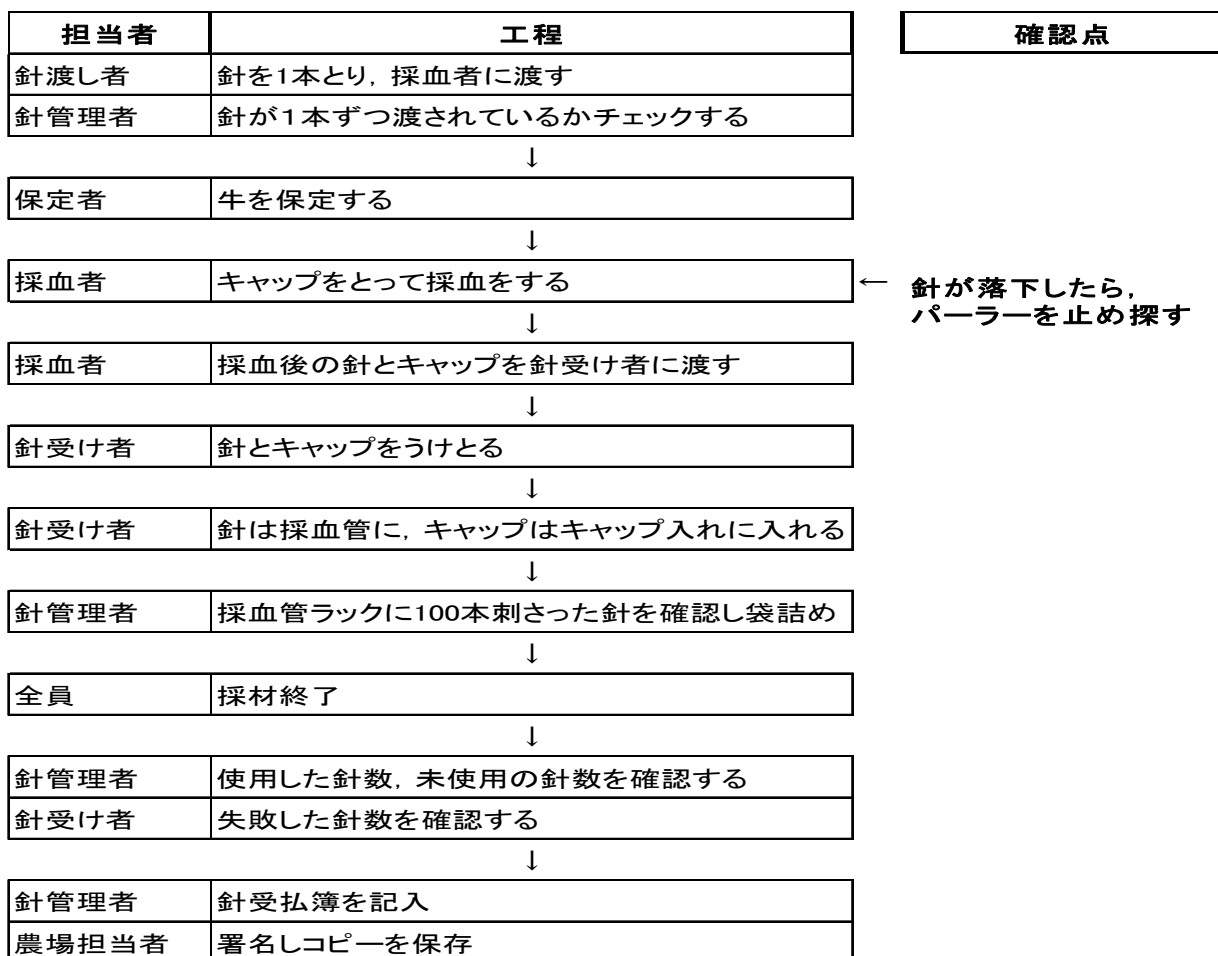 担当者 工程 確認点
針渡し者 針を1本とり，採血者に渡す
針管理者 針が１本ずつ渡されているかチェックする
↓
保定者 牛を保定する
↓
採血者 キャップをとって採血をする ← 針が落下したら，
パーラーを止め探す
↓
採血者 採血後の針とキャップを針受け者に渡す
↓
針受け者 針とキャップをうけとる
↓
針受け者 針は採血管に，キャップはキャップ入れに入れる
↓
針管理者 採血管ラックに100本刺さった針を確認し袋詰め
↓
全員 採材終了
↓
針管理者 使用した針数，未使用の針数を確認する
針受け者 失敗した針数を確認する
↓
針管理者 針受払簿を記入
農場担当者 署名しコピーを保存